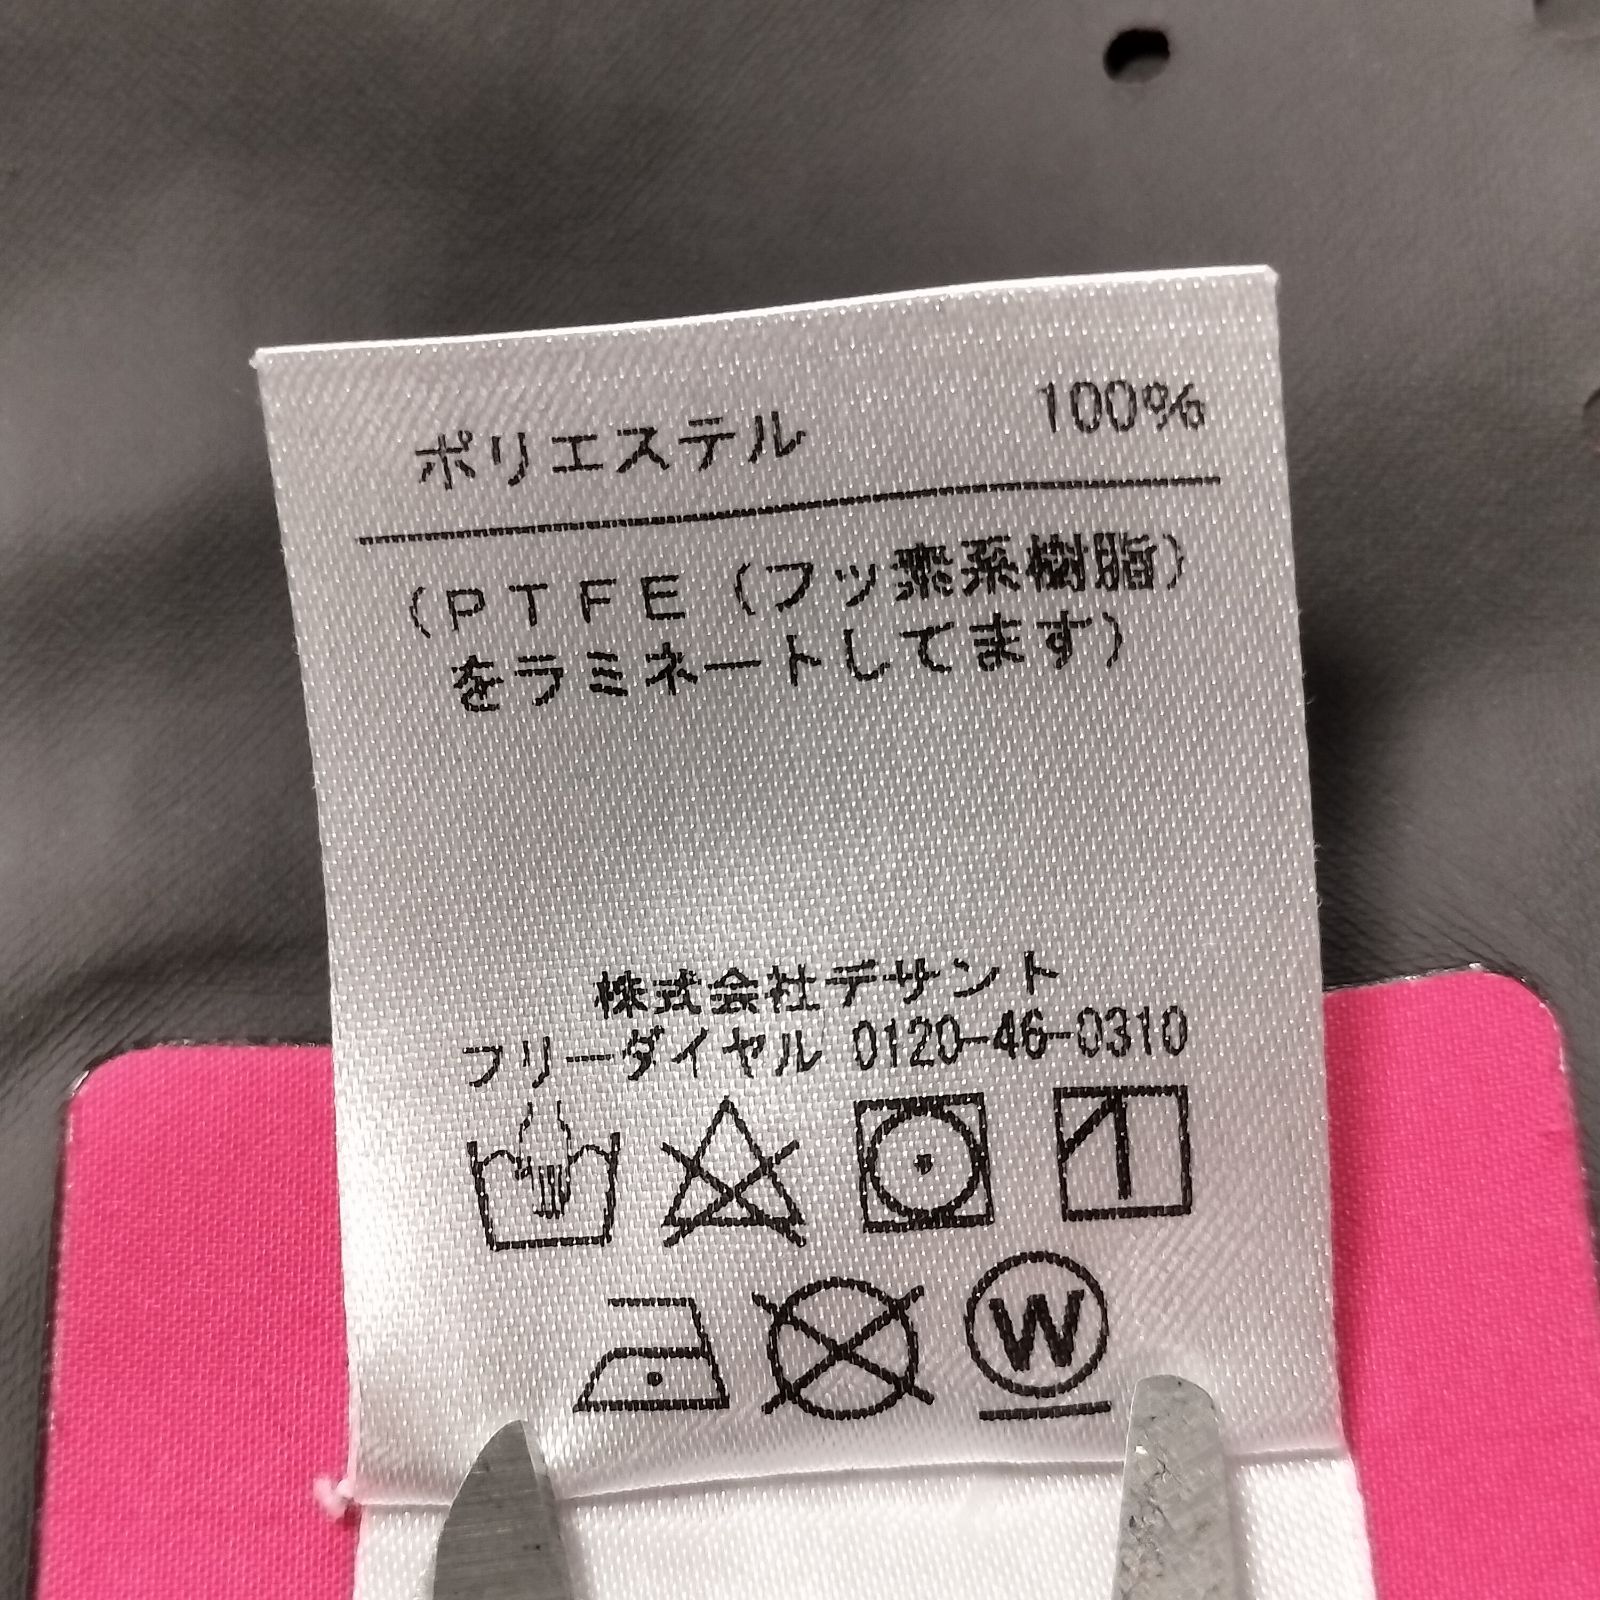 ポリエステル 100%
(PTFE(フッ素系樹脂)
をラミネートしてます)
株式会社デサント
フリーダイヤル 0120-46-0310
W